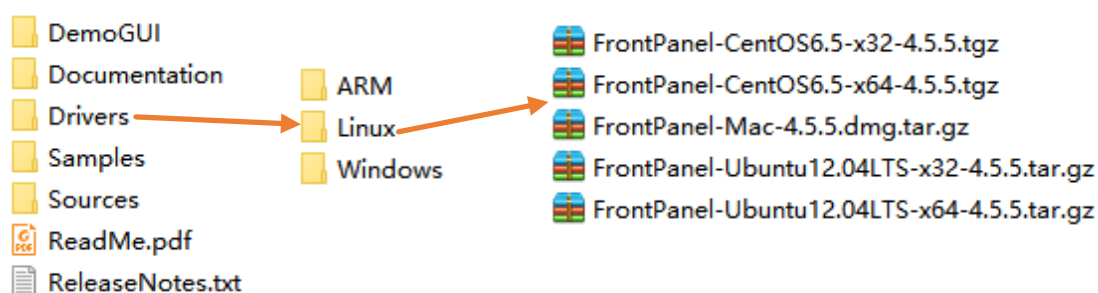 DemoGUI
Documentation
Drivers
Samples
Sources
ReadMe.pdf
ReleaseNotes.txt
ARM
Linux
Windows
FrontPanel-CentOS6.5-x32-4.5.5.tgz
FrontPanel-CentOS6.5-x64-4.5.5.tgz
FrontPanel-Mac-4.5.5.dmg.tar.gz
FrontPanel-Ubuntu12.04LTS-x32-4.5.5.tar.gz
FrontPanel-Ubuntu12.04LTS-x64-4.5.5.tar.gz